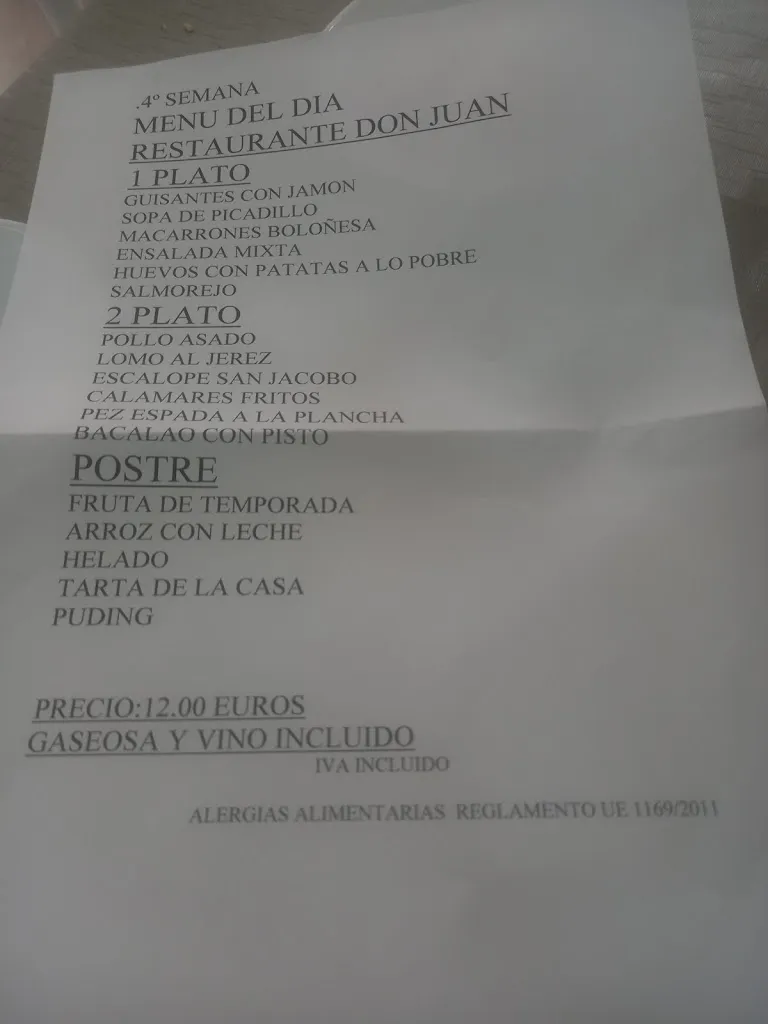 .4º SEMANA
MENU DEL DIA
RESTAURANTE DON JUAN
1 PLATO
GUISANTES CON JAMON
SOPA DE PICADILLO
MACARRONES BOLOÑESA
ENSALADA MIXTA
HUEVOS CON PATATAS A LO POBRE
SALMOREJO
2 PLATO
POLLO ASADO
LOMO AL JEREZ
ESCALOPE SAN JACOBO
CALAMARES FRITOS
PEZ ESPADA A LA PLANCHA
BACALAO CON PISTO
POSTRE
FRUTA DE TEMPORADA
ARROZ CON LECHE
HELADO
TARTA DE LA CASA
PUDING
PRECIO:12.00 EUROS
GASEOSA Y VINO INCLUIDO
IVA INCLUIDO
ALERGIAS ALIMENTARIAS REGLAMENTO UE 1169/2011